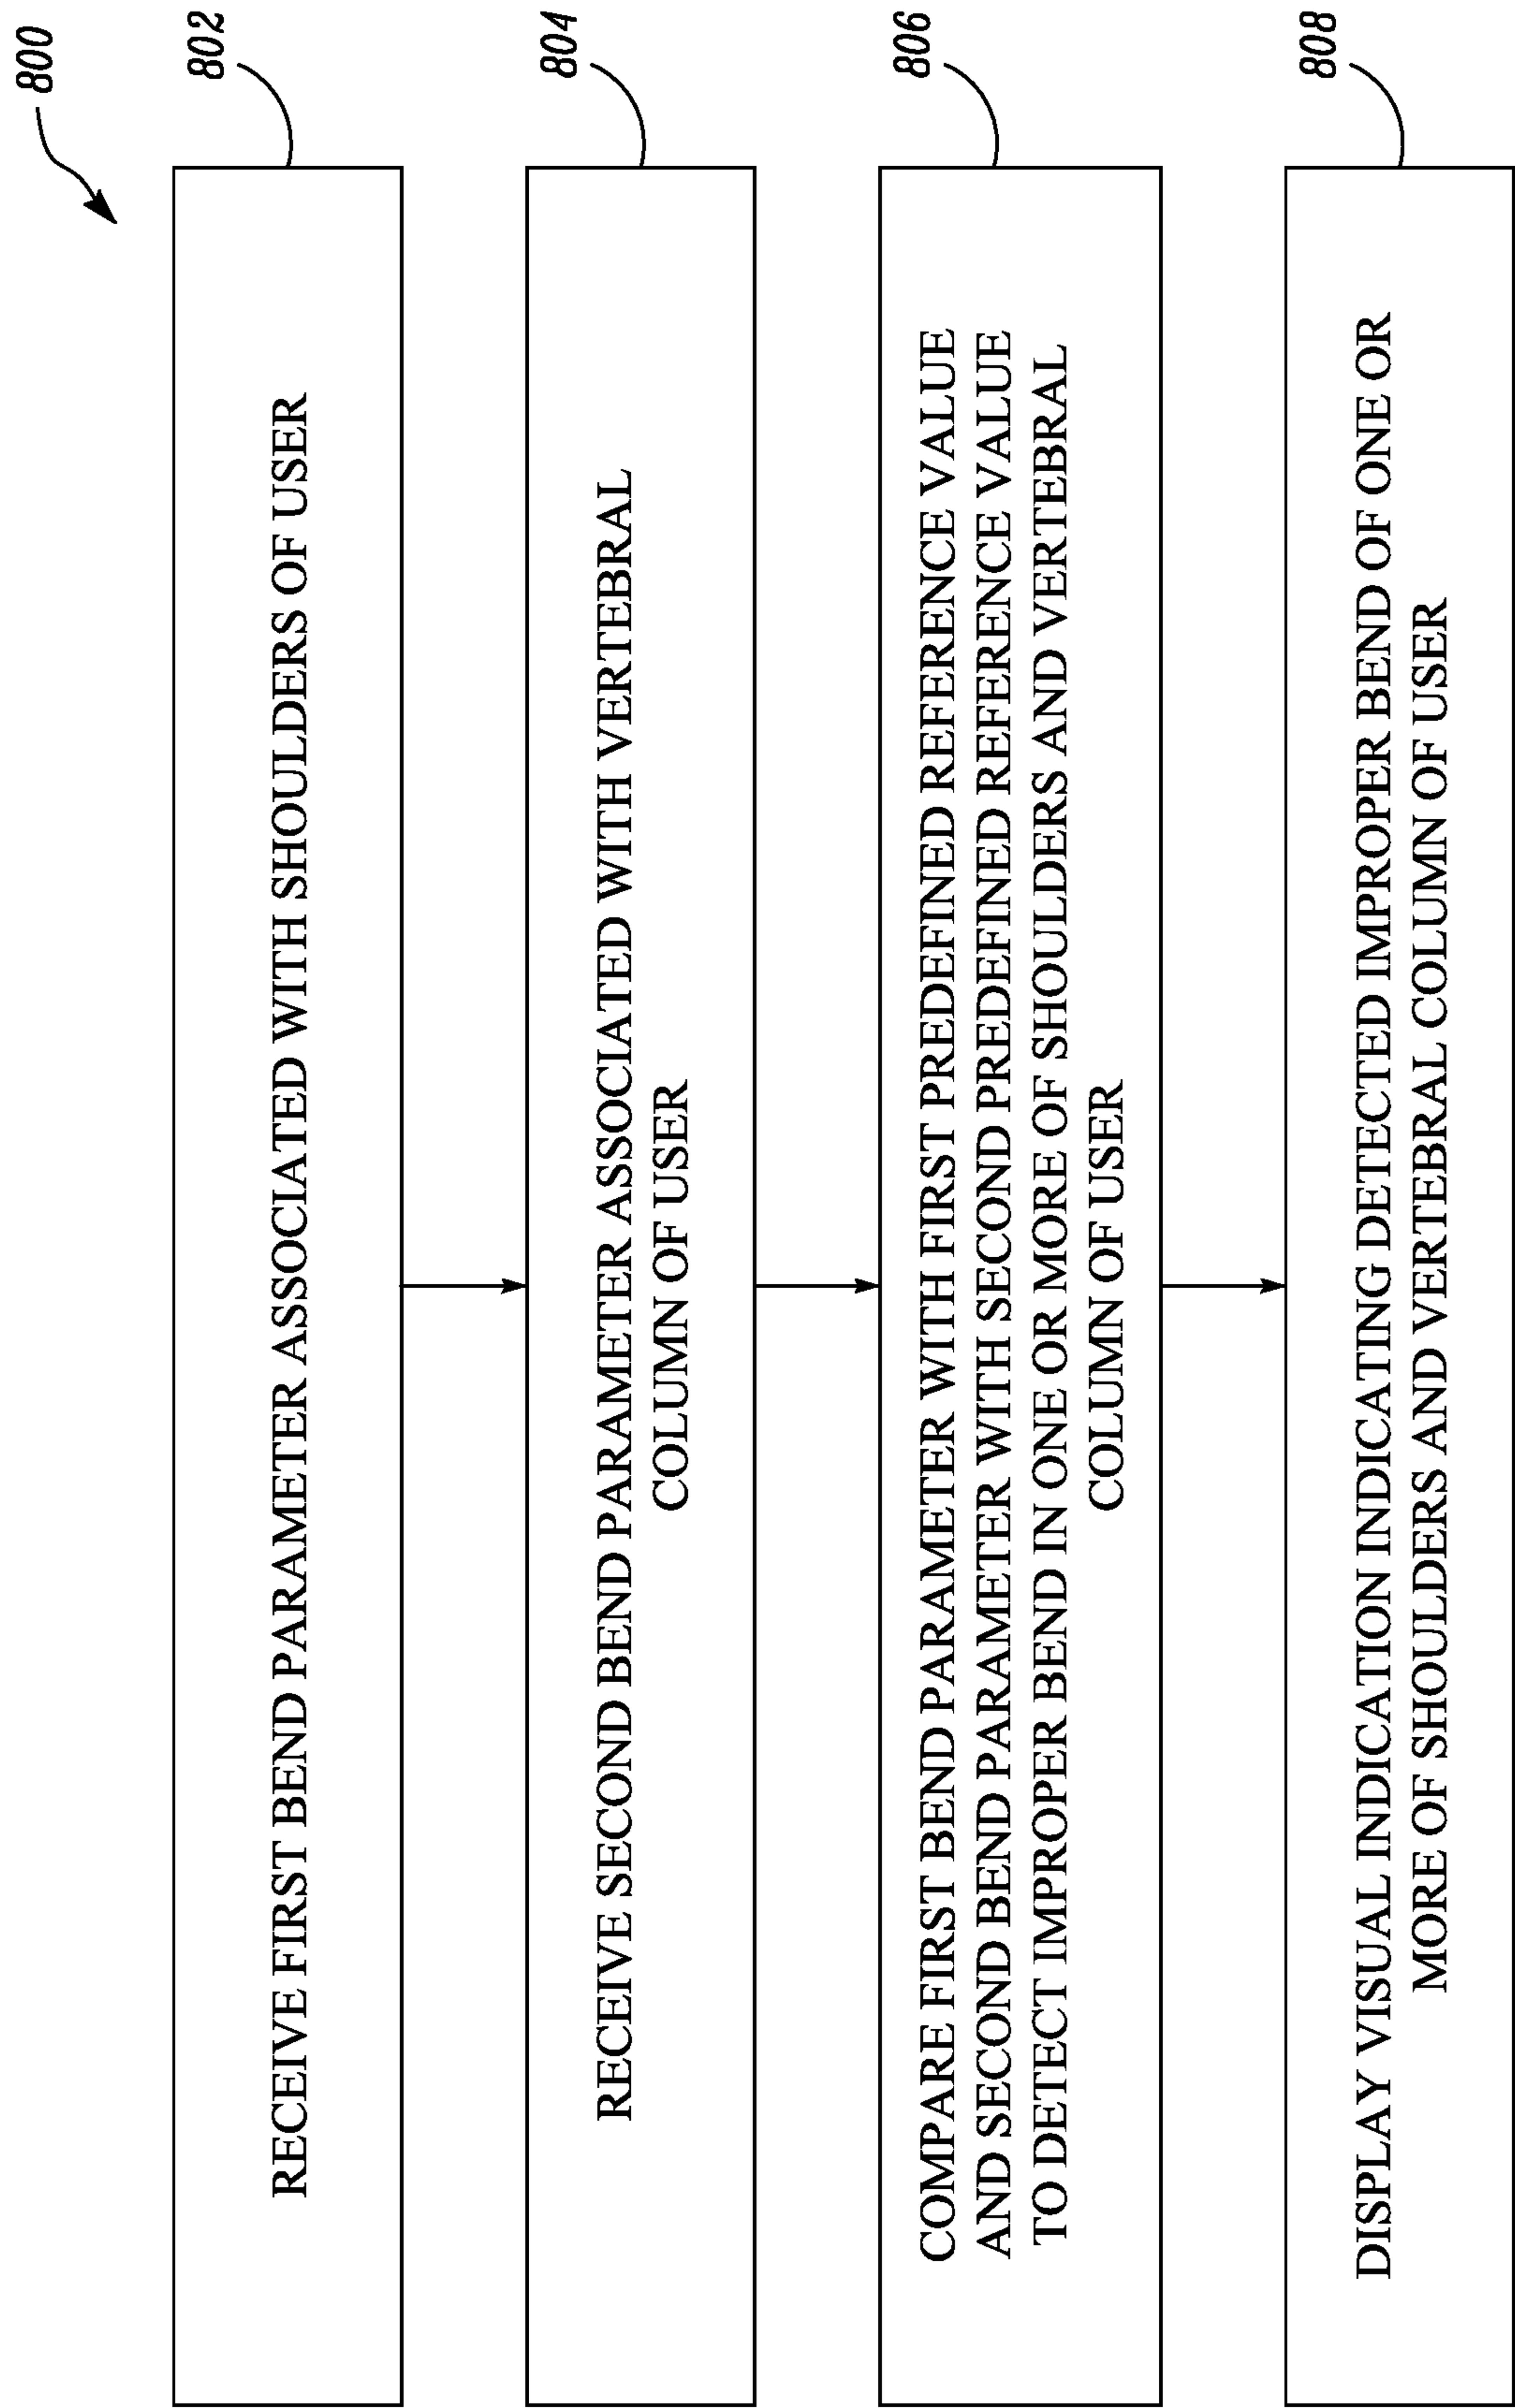 800
802
RECEIVE FIRST BEND PARAMETER ASSOCIATED WITH SHOULDERS OF USER
804
RECEIVE SECOND BEND PARAMETER ASSOCIATED WITH VERTEBRAL
COLUMN OF USER
806
COMPARE FIRST BEND PARAMETER WITH FIRST PREDEFINED REFERENCE VALUE
AND SECOND BEND PARAMETER WITH SECOND PREDEFINED REFERENCE VALUE
TO DETECT IMPROPER BEND IN ONE OR MORE OF SHOULDERS AND VERTEBRAL
COLUMN OF USER
808
DISPLAY VISUAL INDICATION INDICATING DETECTED IMPROPER BEND OF ONE OR
MORE OF SHOULDERS AND VERTEBRAL COLUMN OF USER